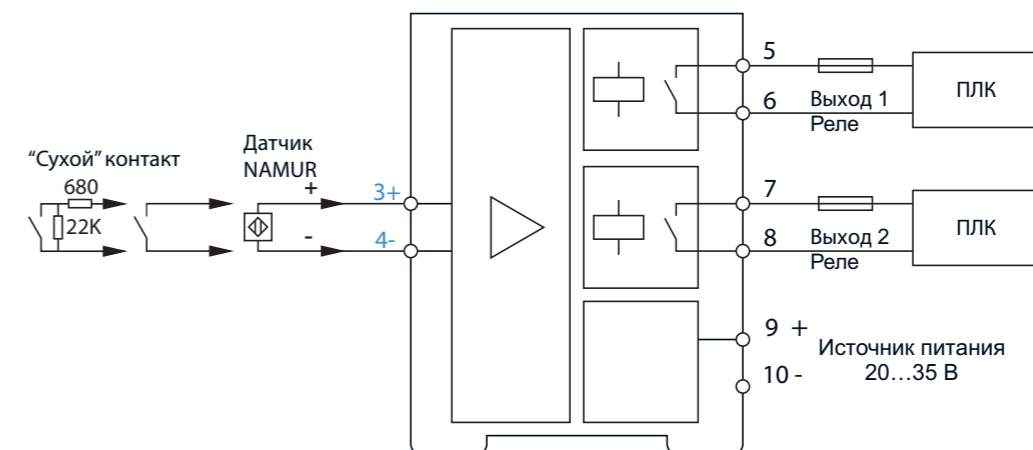 “Сухой” контакт
680
22K
Датчик
NAMUR
+
-
3+
4-
5
6
Выход 1
Реле
ПЛК
7
8
Выход 2
Реле
ПЛК
9 +
10 -
Источник питания
20…35 В